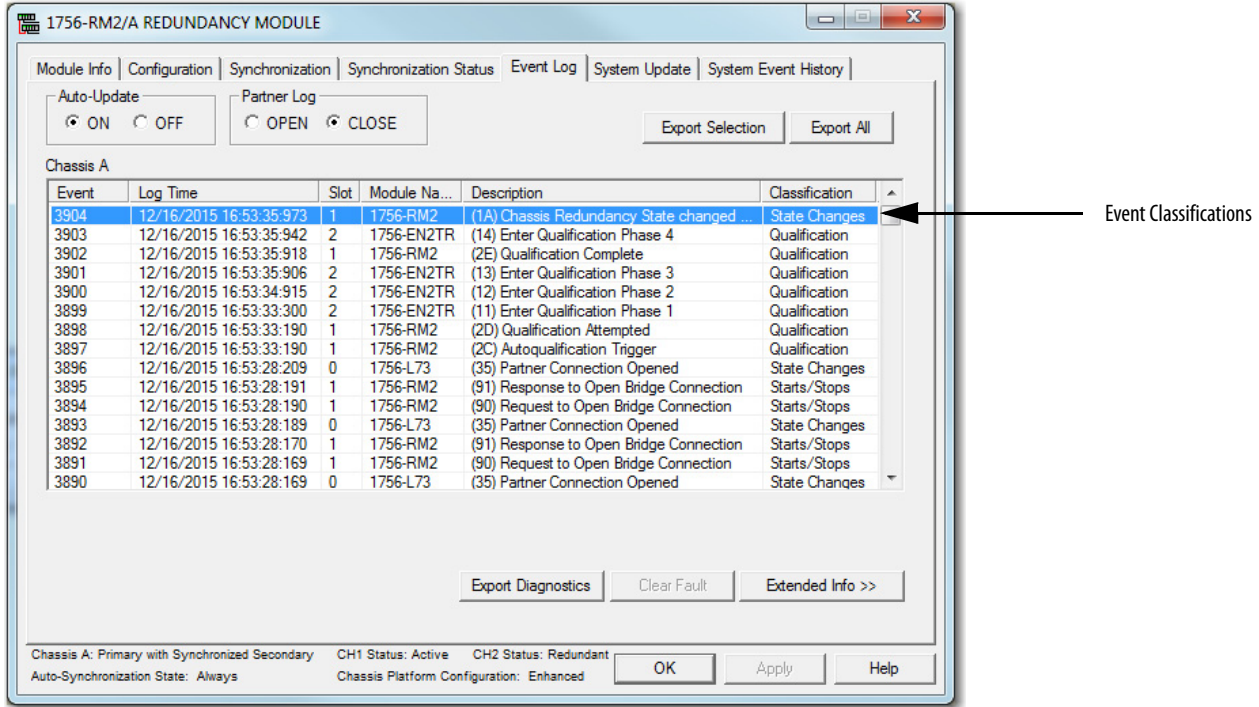 1756-RM2/A REDUNDANCY MODULE
Module Info Configuration Synchronization Synchronization Status Event Log System Update System Event History
Auto-Update Partner Log
ON OFF OPEN CLOSE
Export Selection Export All
Chassis A
Event Log Time Slot Module Na... Description Classification
3904 12/16/2015 16:53:35:973 1 1756-RM2 (1A) Chassis Redundancy State changed ... State Changes
Event Classifications
3903 12/16/2015 16:53:35:942 2 1756-EN2TR (14) Enter Qualification Phase 4 Qualification
3902 12/16/2015 16:53:35:918 1 1756-RM2 (2E) Qualification Complete Qualification
3901 12/16/2015 16:53:35:906 2 1756-EN2TR (13) Enter Qualification Phase 3 Qualification
3900 12/16/2015 16:53:34:915 2 1756-EN2TR (12) Enter Qualification Phase 2 Qualification
3899 12/16/2015 16:53:33:300 2 1756-EN2TR (11) Enter Qualification Phase 1 Qualification
3898 12/16/2015 16:53:33:190 1 1756-RM2 (2D) Qualification Attempted Qualification
3897 12/16/2015 16:53:33:190 1 1756-RM2 (2C) Autoqualification Trigger Qualification
3896 12/16/2015 16:53:28:209 0 1756-L73 (35) Partner Connection Opened State Changes
3895 12/16/2015 16:53:28:191 1 1756-RM2 (91) Response to Open Bridge Connection Starts/Stops
3894 12/16/2015 16:53:28:190 1 1756-RM2 (90) Request to Open Bridge Connection Starts/Stops
3893 12/16/2015 16:53:28:189 0 1756-L73 (35) Partner Connection Opened State Changes
3892 12/16/2015 16:53:28:170 1 1756-RM2 (91) Response to Open Bridge Connection Starts/Stops
3891 12/16/2015 16:53:28:169 1 1756-RM2 (90) Request to Open Bridge Connection Starts/Stops
3890 12/16/2015 16:53:28:169 0 1756-L73 (35) Partner Connection Opened State Changes
Export Diagnostics Clear Fault Extended Info >>
Chassis A: Primary with Synchronized Secondary CH1 Status: Active CH2 Status: Redundant
Auto-Synchronization State: Always Chassis Platform Configuration: Enhanced
OK Apply Help